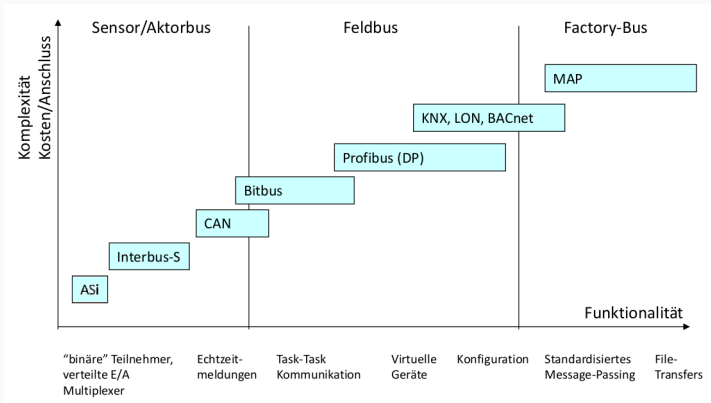 Sensor/Aktorbus
Feldbus
Factory-Bus
Komplexität
Kosten/Anschluss
MAP
KNX, LON, BACnet
Profibus (DP)
Bitbus
CAN
Interbus-S
ASi
Funktionalität
“binäre” Teilnehmer,
verteilte E/A
Multiplexer
Echtzeit-
meldungen
Task-Task
Kommunikation
Virtuelle
Geräte
Konfiguration
Standardisiertes
Message-Passing
File-
Transfers